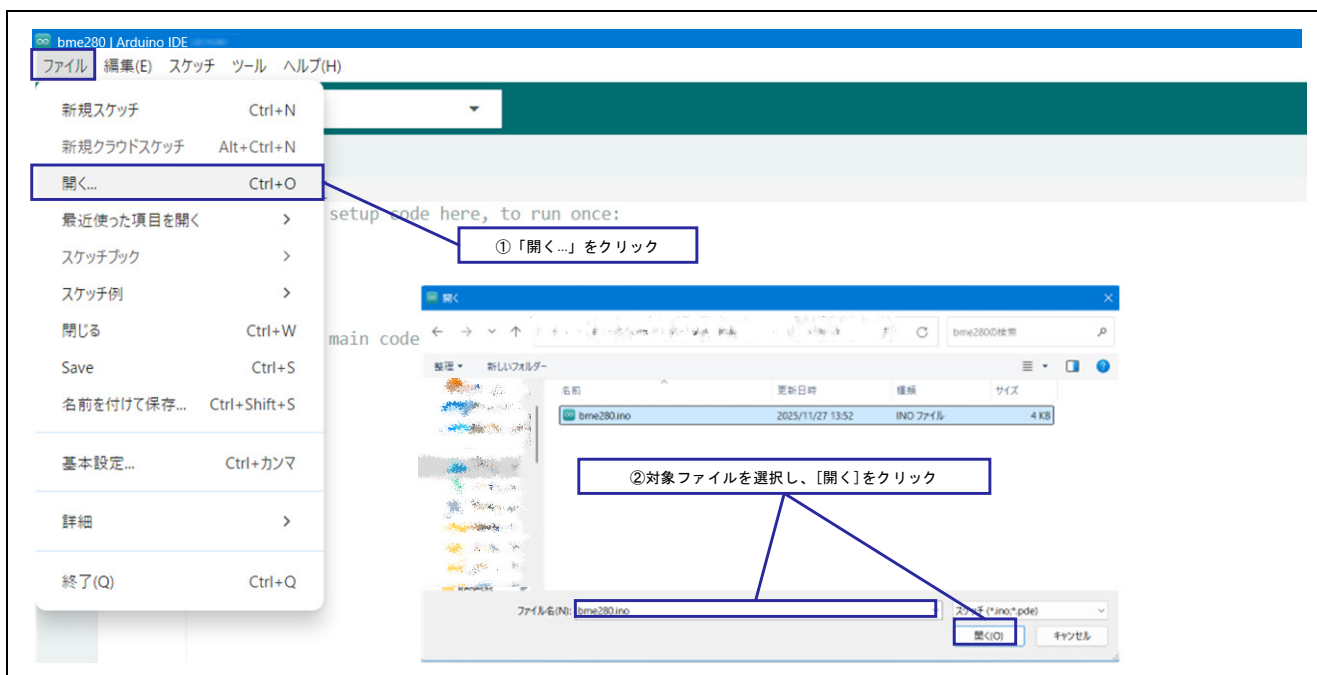 bme280 | Arduino IDE
ファイル 編集(E) スケッチ ツール ヘルプ(H)
新規スケッチ Ctrl+N
新規クラウドスケッチ Alt+Ctrl+N
開く... Ctrl+O
最近使った項目を開く >
スケッチブック >
スケッチ例 >
閉じる Ctrl+W
Save Ctrl+S
名前を付けて保存... Ctrl+Shift+S
基本設定... Ctrl+カンマ
詳細 >
終了(Q) Ctrl+Q
setup code here, to run once:
①「開く…」をクリック
main code
開く
bme280の検索
整理 新しいフォルダー
名前 更新日時 種類 サイズ
bme280.ino 2025/11/27 13:52 INO ファイル 4 KB
②対象ファイルを選択し、[開く]をクリック
ファイル名(N): bme280.ino スケッチ (*.ino;*.pde)
開く(O) キャンセル